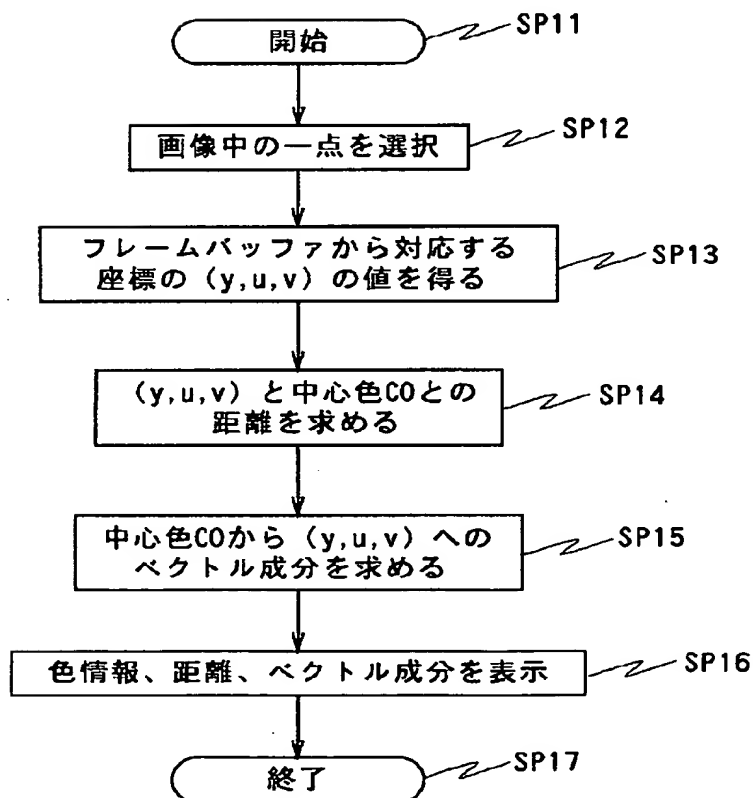 開始
SP11
画像中の一点を選択
SP12
フレームバッファから対応する
座標の (y,u,v) の値を得る
SP13
(y,u,v) と中心色COとの
距離を求める
SP14
中心色COから (y,u,v) への
ベクトル成分を求める
SP15
色情報、距離、ベクトル成分を表示
SP16
終了
SP17